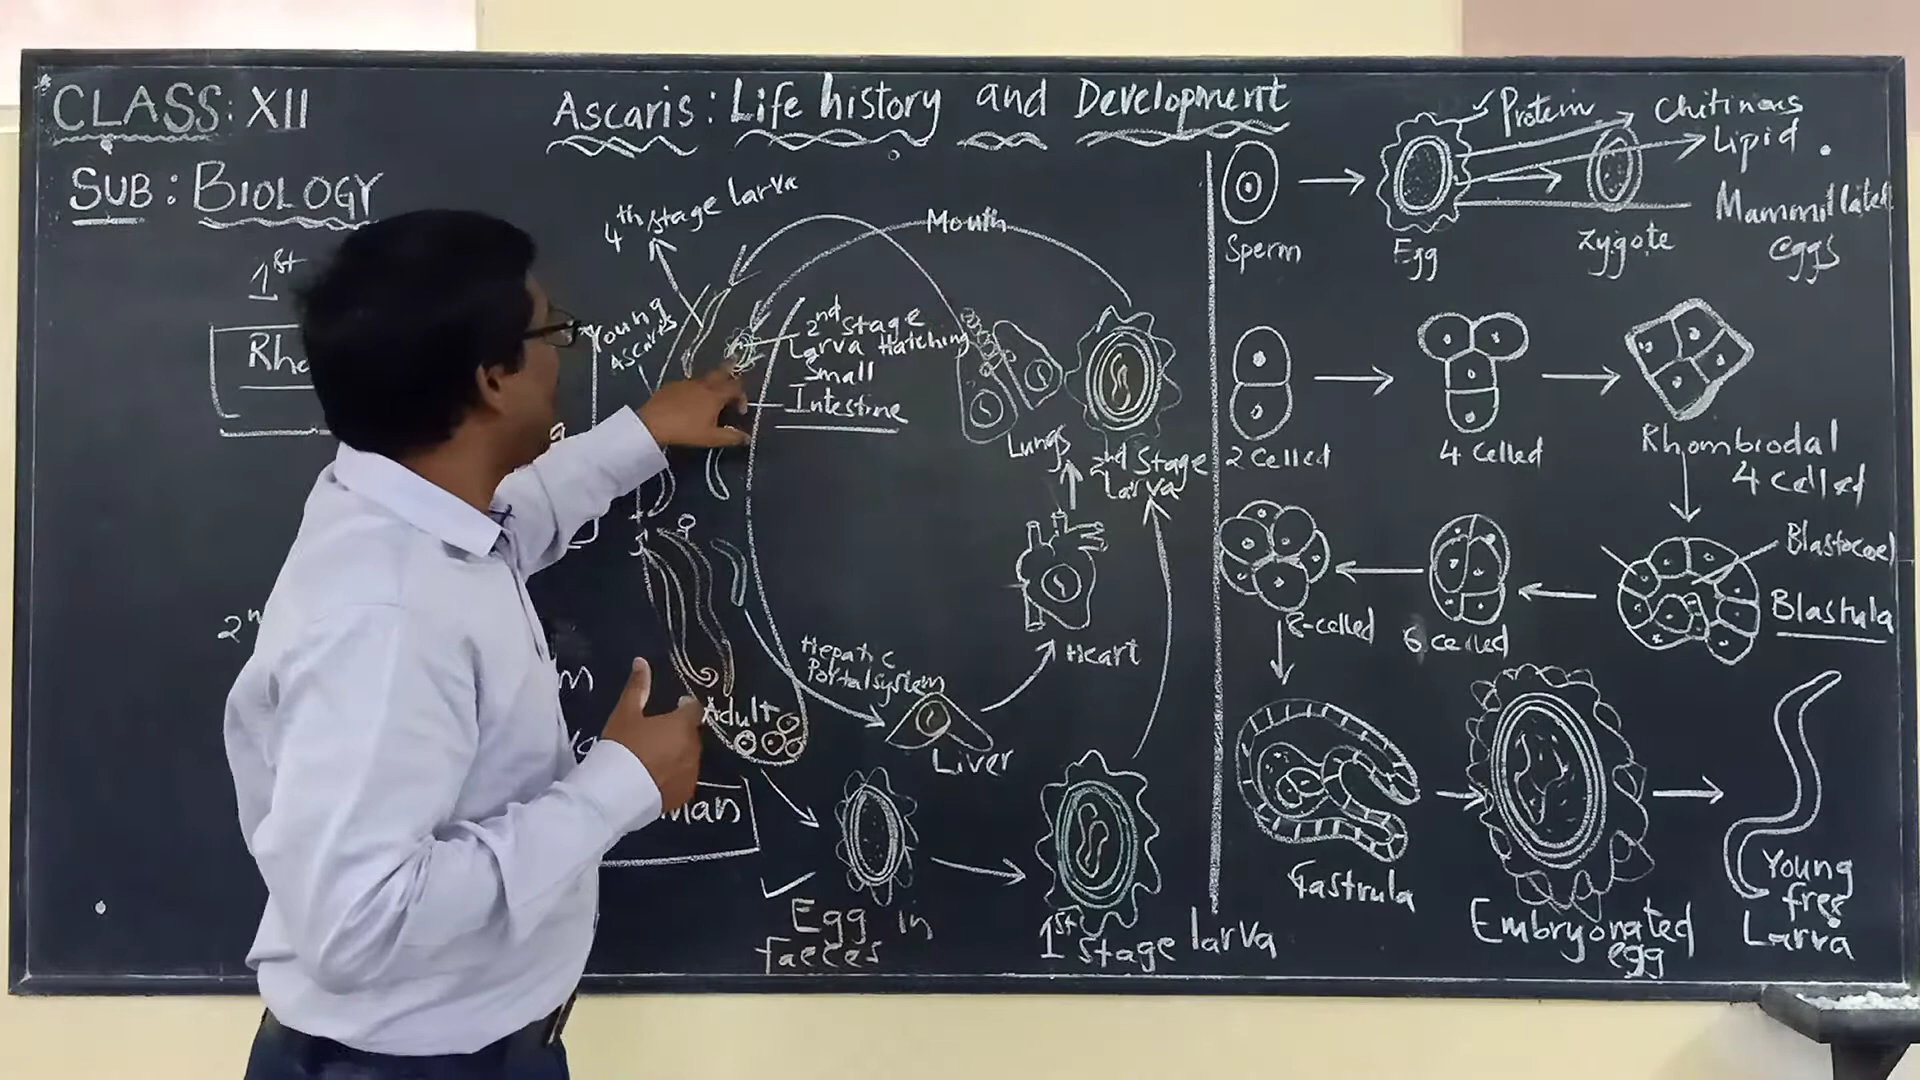 CLASS: XII
SUB: BIOLOGY
Ascaris: Life history and Development
1st
2n
man
4th stage larva
Young
Ascaris
Mouth
2nd Stage
Larva Hatching
Small
Intestine
Lungs
2nd Stage
Larva
Heart
Hepatic
Portal system
Liver
Adult
Egg in
faeces
1st stage larva
Protein
Chitinous
Lipid
Mammillated
eggs
Sperm
Egg
Zygote
2 Celled
4 Celled
Rhombiodal
4 celled
Blastocoel
Blastula
6 celled
8-celled
Gastrula
Embryonated
egg
Young
free
Larva